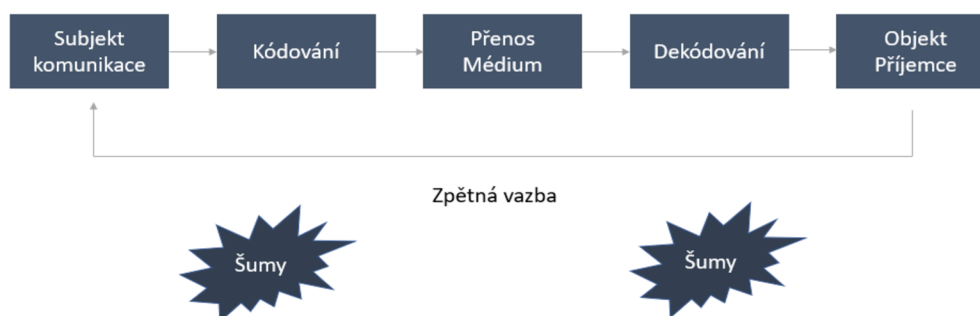 Subjekt
komunikace
Kódování
Přenos
Médium
Dekódování
Objekt
Příjemce
Zpětná vazba
Šumy
Šumy